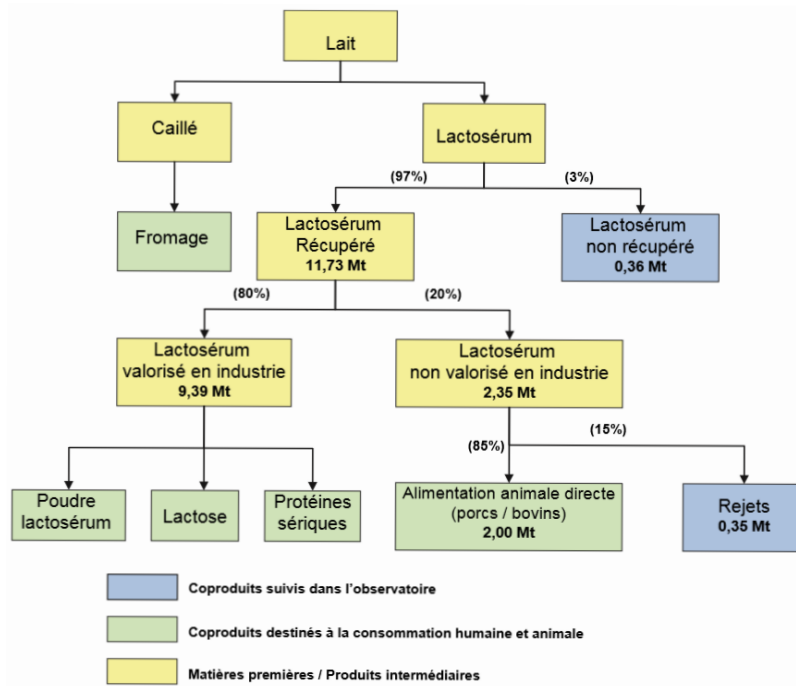 Lait
Caillé
Lactosérum
(97%)
(3%)
Fromage
Lactosérum
Récupéré
11,73 Mt
Lactosérum
non récupéré
0,36 Mt
(80%)
(20%)
Lactosérum
valorisé en industrie
9,39 Mt
Lactosérum
non valorisé en industrie
2,35 Mt
(85%)
(15%)
Poudre
lactosérum
Lactose
Protéines
sériques
Alimentation animale directe
(porcs / bovins)
2,00 Mt
Rejets
0,35 Mt
Coproduits suivis dans l'observatoire
Coproduits destinés à la consommation humaine et animale
Matières premières / Produits intermédiaires